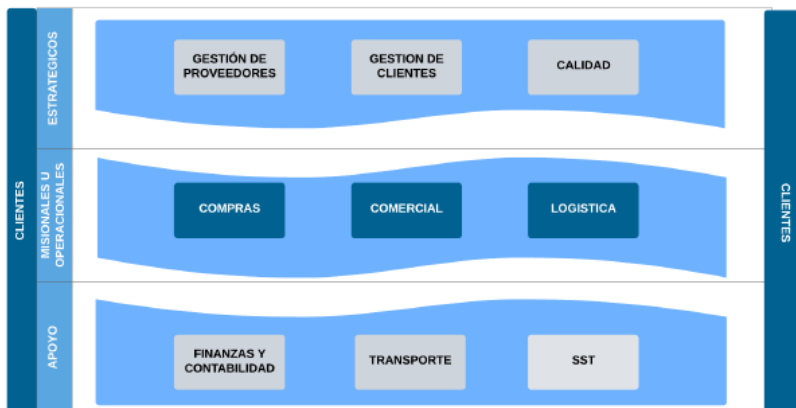 CLIENTES
ESTRATEGICOS
GESTIÓN DE
PROVEEDORES
GESTION DE
CLIENTES
CALIDAD
MISIONALES U
OPERACIONALES
COMPRAS
COMERCIAL
LOGISTICA
APOYO
FINANZAS Y
CONTABILIDAD
TRANSPORTE
SST
CLIENTES